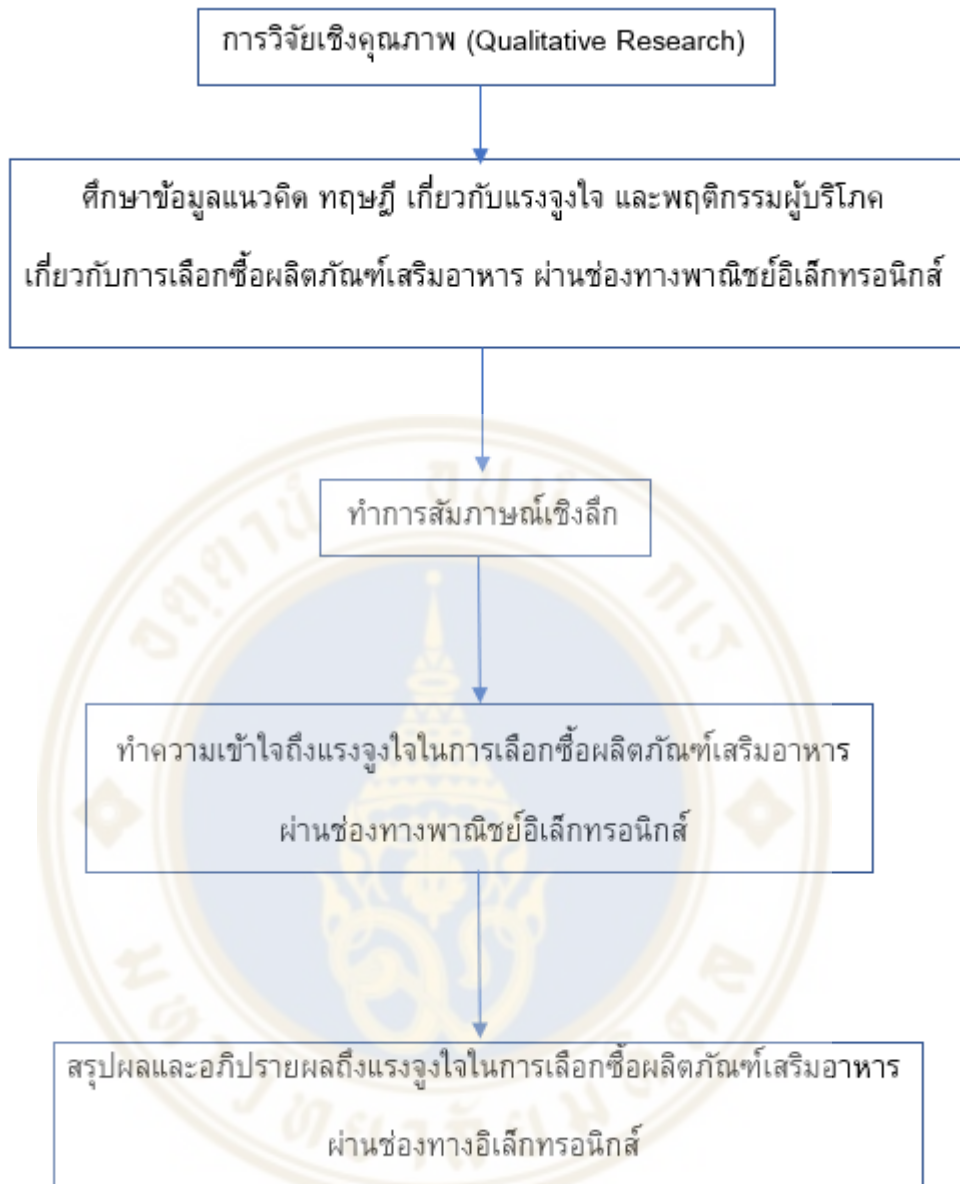 การวิจัยเชิงคุณภาพ (Qualitative Research)
ศึกษาข้อมูลแนวคิด ทฤษฎี เกี่ยวกับแรงจูงใจ และพฤติกรรมผู้บริโภค
เกี่ยวกับการเลือกซื้อผลิตภัณฑ์เสริมอาหาร ผ่านช่องทางพาณิชย์อิเล็กทรอนิกส์
ทำการสัมภาษณ์เชิงลึก
ทำความเข้าใจถึงแรงจูงใจในการเลือกซื้อผลิตภัณฑ์เสริมอาหาร
ผ่านช่องทางพาณิชย์อิเล็กทรอนิกส์
สรุปผลและอภิปรายผลถึงแรงจูงใจในการเลือกซื้อผลิตภัณฑ์เสริมอาหาร
ผ่านช่องทางอิเล็กทรอนิกส์
มหาวิทยาลัยมหิดล